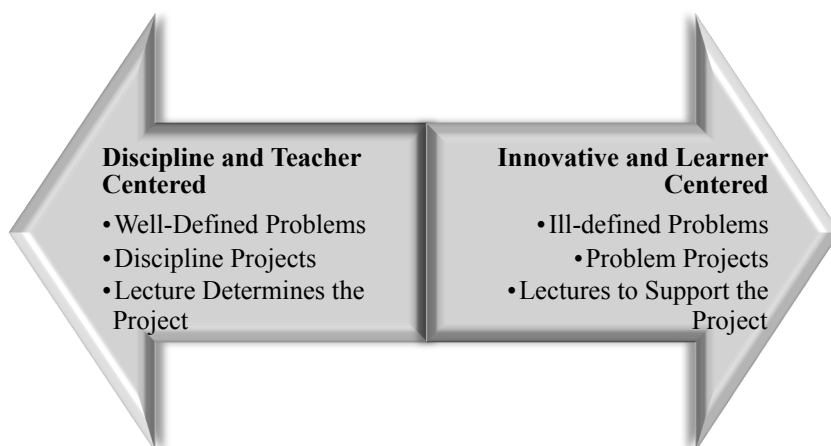 Discipline and Teacher
Centered
•Well-Defined Problems
•Discipline Projects
•Lecture Determines the
Project
Innovative and Learner
Centered
•Ill-defined Problems
•Problem Projects
•Lectures to Support the
Project